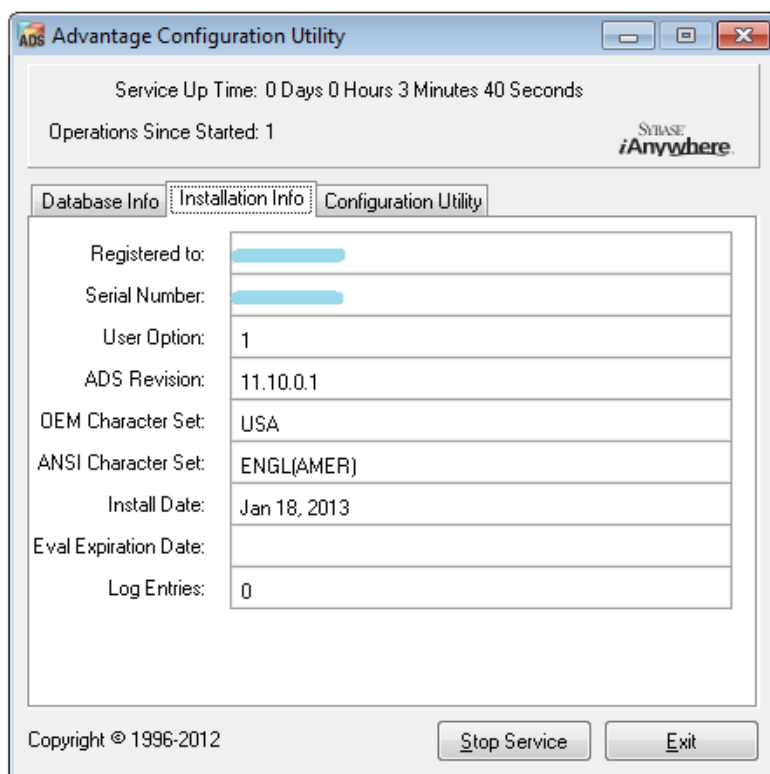 Advantage Configuration Utility
Service Up Time: 0 Days 0 Hours 3 Minutes 40 Seconds
Operations Since Started: 1
SYBASE
iAnywhere
Database Info Installation Info Configuration Utility
Registered to:
Serial Number:
User Option: 1
ADS Revision: 11.10.0.1
OEM Character Set: USA
ANSI Character Set: ENGL(AMER)
Install Date: Jan 18, 2013
Eval Expiration Date:
Log Entries: 0
Copyright © 1996-2012 Stop Service Exit